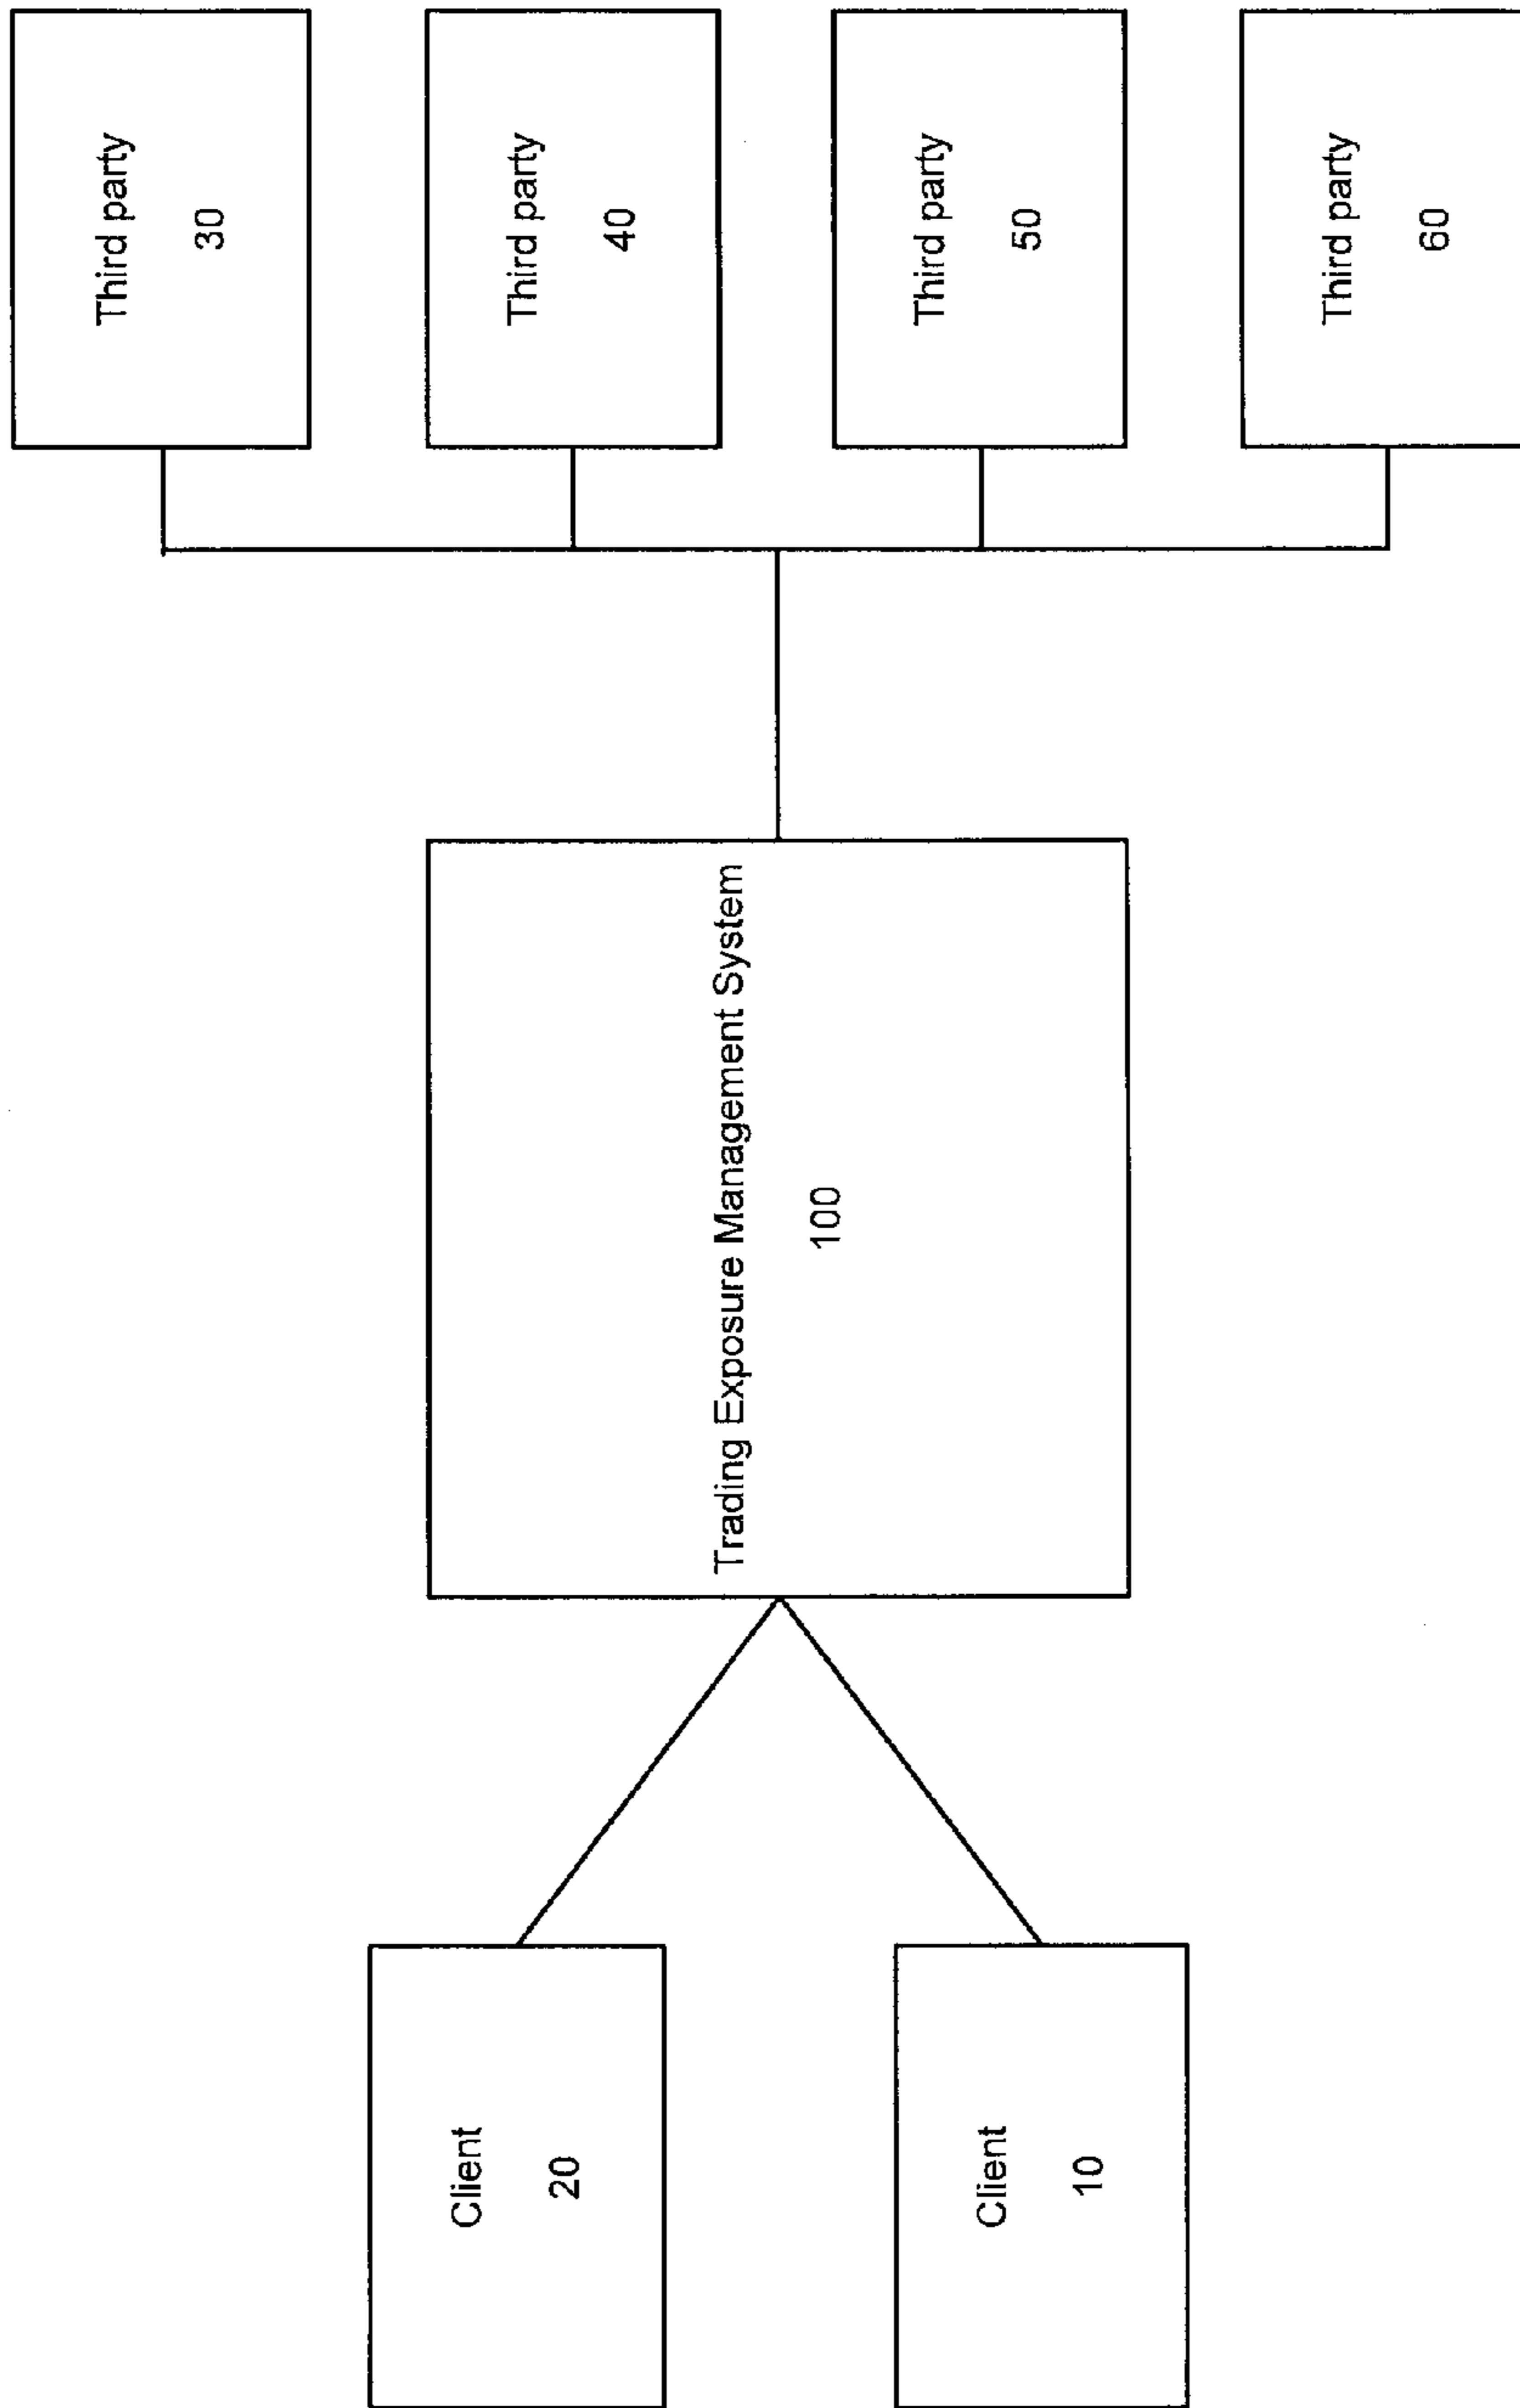 Third party
30
Third party
40
Third party
50
Third party
60
Trading Exposure Management System
100
Client
20
Client
10